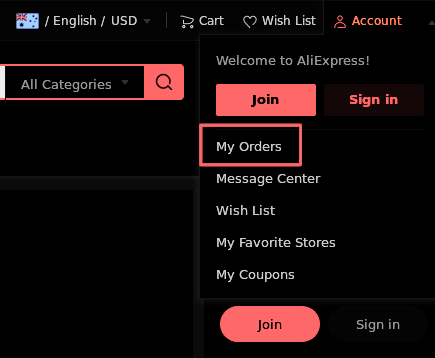 / English / USD Cart Wish List Account
Welcome to AliExpress!
All Categories
Join Sign in
My Orders
Message Center
Wish List
My Favorite Stores
My Coupons
Join Sign in